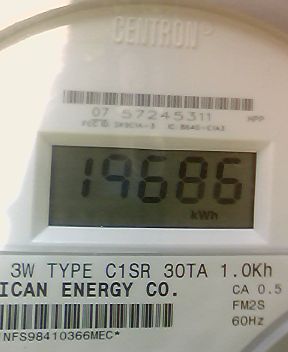 CENTRON®
07 57245311 HPP
19686
kWh
3W TYPE C1SR 30TA 1.0Kh
ICAN ENERGY CO. CA 0.5
FM2S
60Hz
NFS98410366MEC*